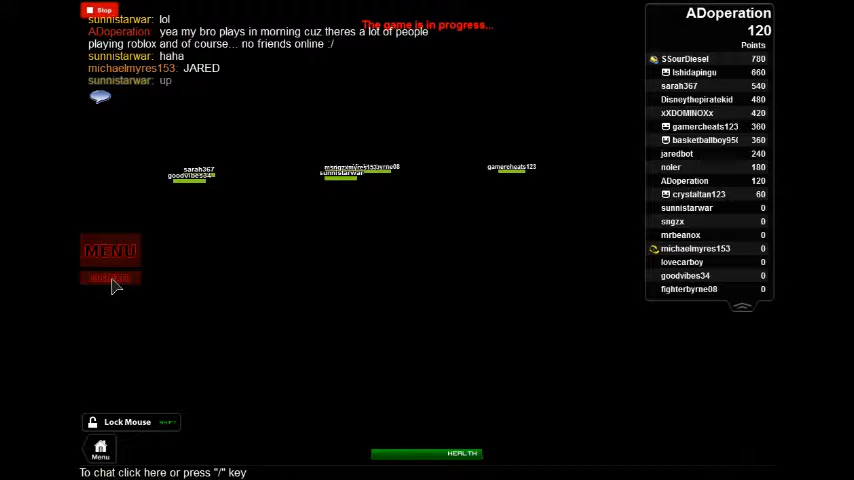 Stop
sunnistarwar: lol
ADoperation: yea my bro plays in morning cuz theres a lot of people
playing roblox and of course... no friends online :/
sunnistarwar: haha
michaelmyres153: JARED
sunnistarwar: up
The game is in progress...
ADoperation
120
Points
SSourDiesel 780
Ishidapingu 660
sarah367 540
Disneythepiratekid 480
xXDOMINOXx 420
gamercheats123 360
basketballboy950 360
jaredbot 240
noler 180
ADoperation 120
crystaltan123 60
sunnistarwar 0
sngzx 0
mrbeanox 0
michaelmyres153 0
lovecarboy 0
goodvibes34 0
fighterbyrne08 0
sarah367
goodvibes34
sunnistarwar
gamercheats123
MENU
Lock Mouse SHIFT
Menu
HEALTH
To chat click here or press "/" key